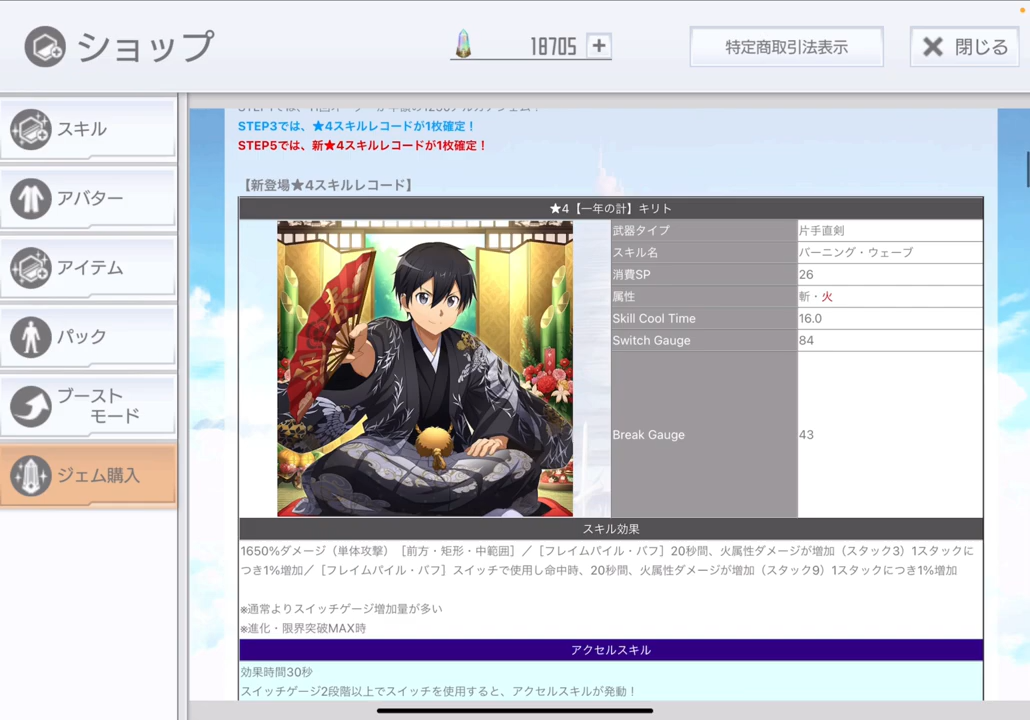 ショップ
18705
特定商取引法表示
閉じる
スキル
アバター
アイテム
パック
ブースト
モード
ジェム購入
STEP3では、★4スキルレコードが1枚確定！
STEP5では、新★4スキルレコードが1枚確定！
【新登場★4スキルレコード】
★4【一年の計】キリト
武器タイプ 片手直剣
スキル名 バーニング・ウェーブ
消費SP 26
属性 斬・火
Skill Cool Time 16.0
Switch Gauge 84
Break Gauge 43
スキル効果
1650%ダメージ（単体攻撃）［前方・矩形・中範囲］／［フレイムパイル・バフ］20秒間、火属性ダメージが増加（スタック3）1スタックに
つき1%増加／［フレイムパイル・バフ］スイッチで使用し命中時、20秒間、火属性ダメージが増加（スタック9）1スタックにつき1%増加
※通常よりスイッチゲージ増加量が多い
※進化・限界突破MAX時
アクセルスキル
効果時間30秒
スイッチゲージ2段階以上でスイッチを使用すると、アクセルスキルが発動！